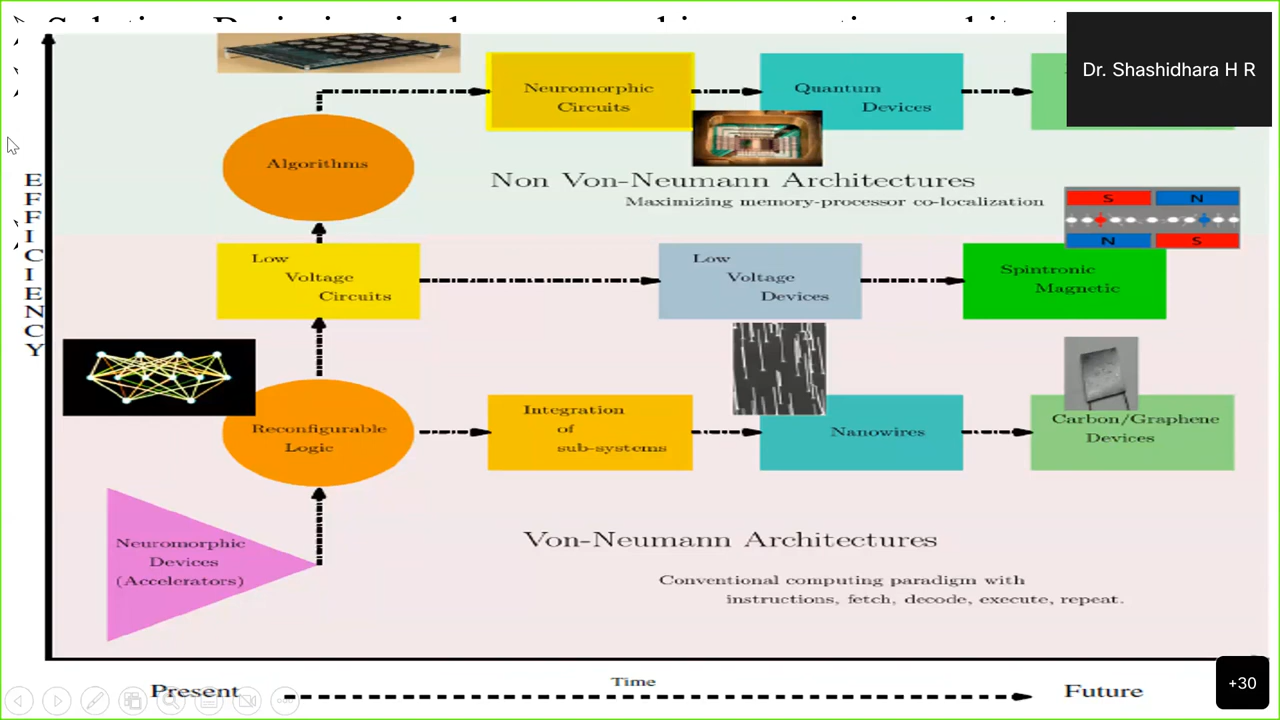 Dr. Shashidhara H R
Neuromorphic
Circuits
Quantum
Devices
Algorithms
Non Von-Neumann Architectures
Maximizing memory-processor co-localization
EFFICIENCY
S N
N S
Low
Voltage
Circuits
Low
Voltage
Devices
Spintronic
Magnetic
Reconfigurable
Logic
Integration
of
sub-systems
Nanowires
Carbon/Graphene
Devices
Neuromorphic
Devices
(Accelerators)
Von-Neumann Architectures
Conventional computing paradigm with
instructions, fetch, decode, execute, repeat.
Present
Time
Future
+30